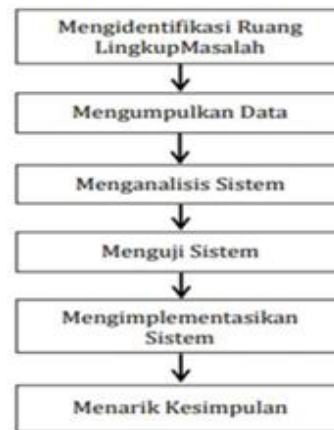 Mengidentifikasi Ruang
LingkupMasalah
Mengumpulkan Data
Menganalisis Sistem
Menguji Sistem
Mengimplementasikan
Sistem
Menarik Kesimpulan